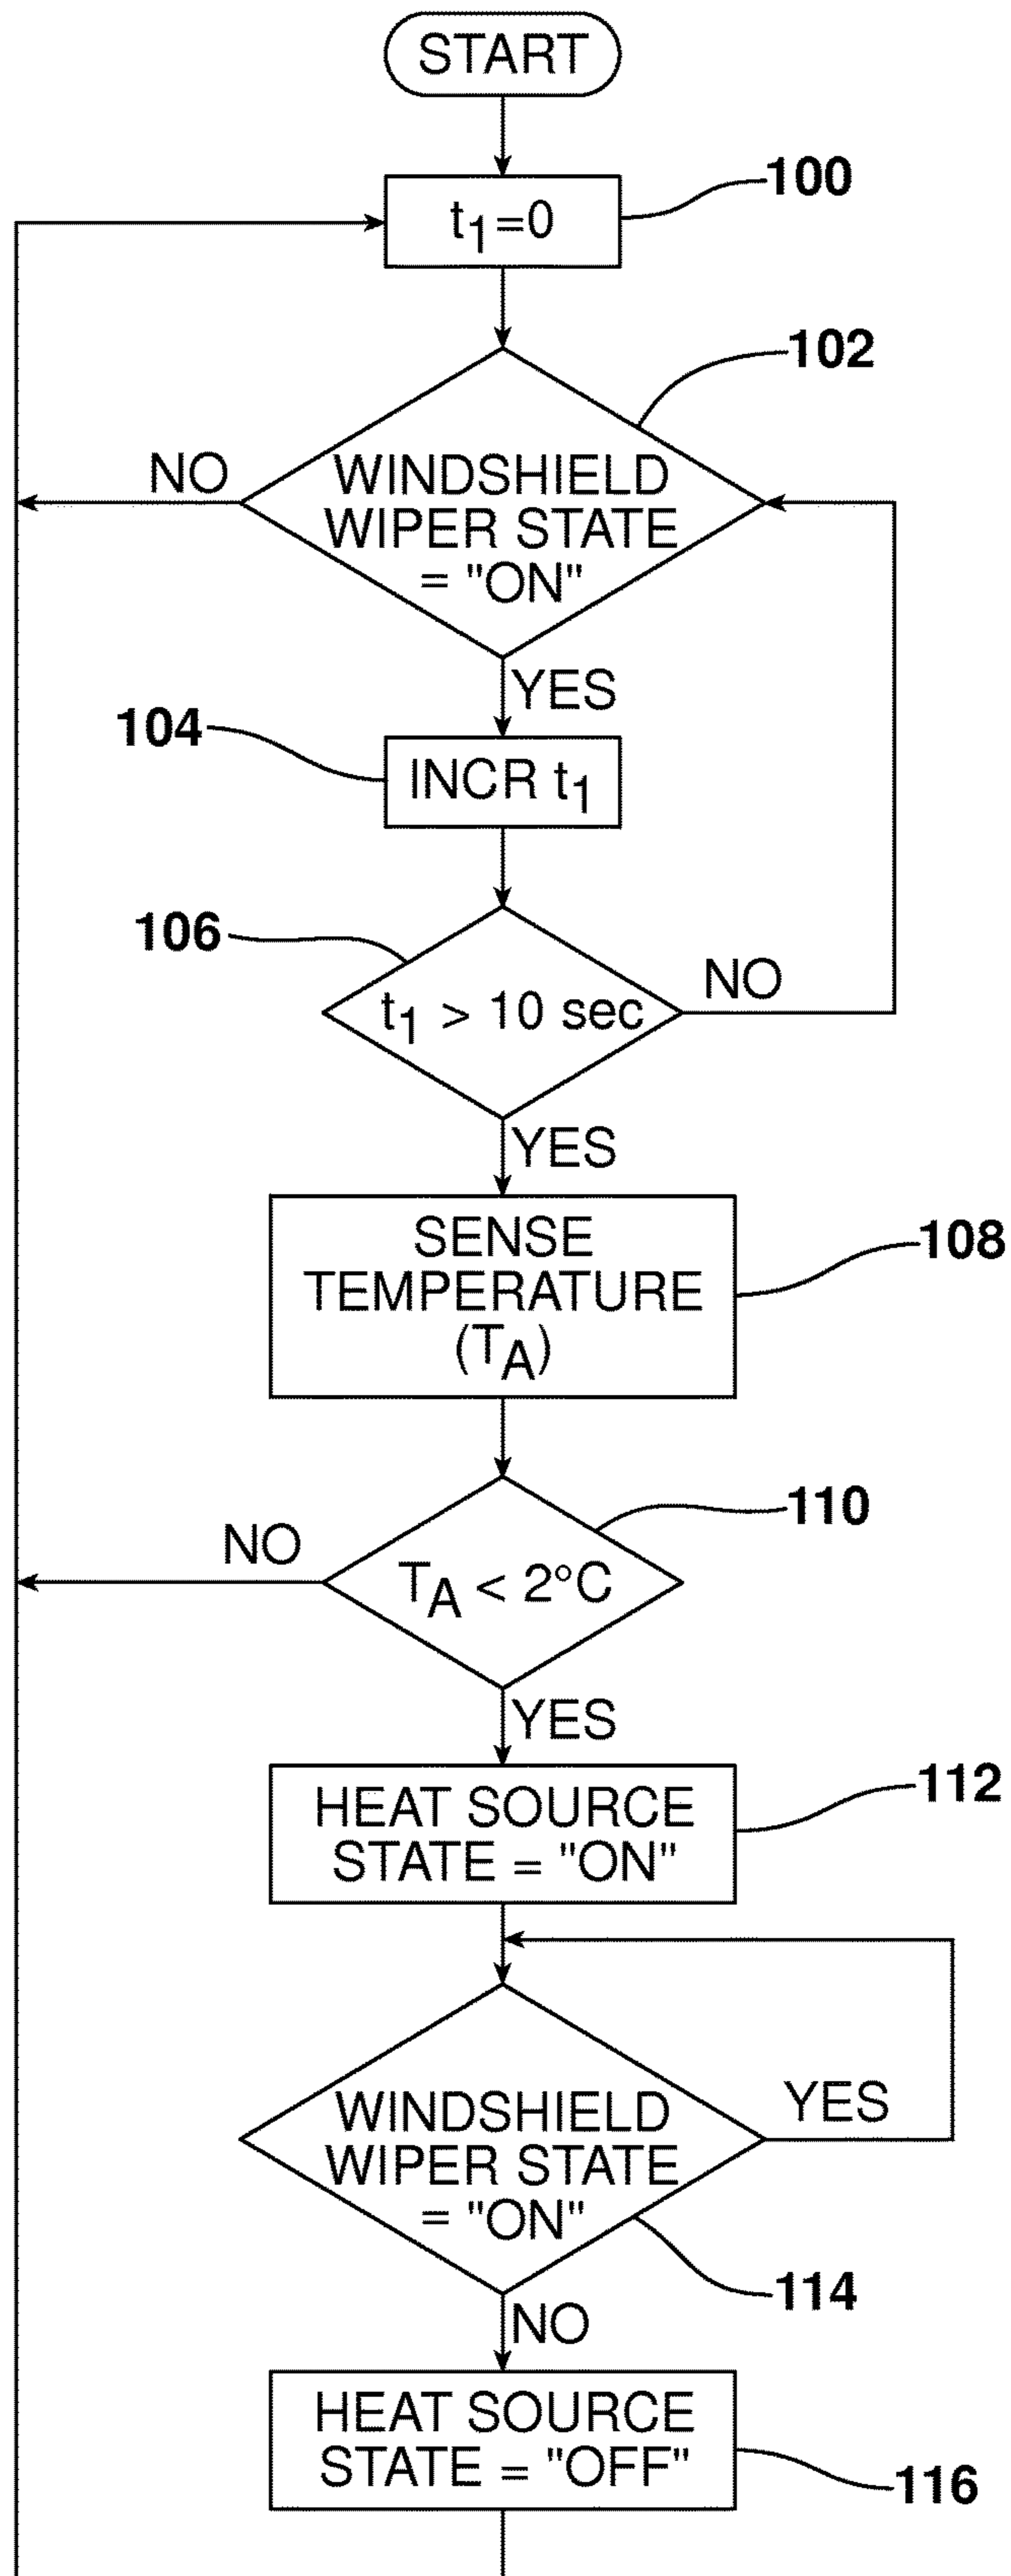 START
100
t1=0
102
NO
WINDSHIELD
WIPER STATE
= "ON"
YES
104
INCR t1
106
t1 > 10 sec
NO
YES
SENSE
TEMPERATURE
(TA)
108
110
NO
TA < 2°C
YES
HEAT SOURCE
STATE = "ON"
112
WINDSHIELD
WIPER STATE
= "ON"
YES
114
NO
HEAT SOURCE
STATE = "OFF"
116